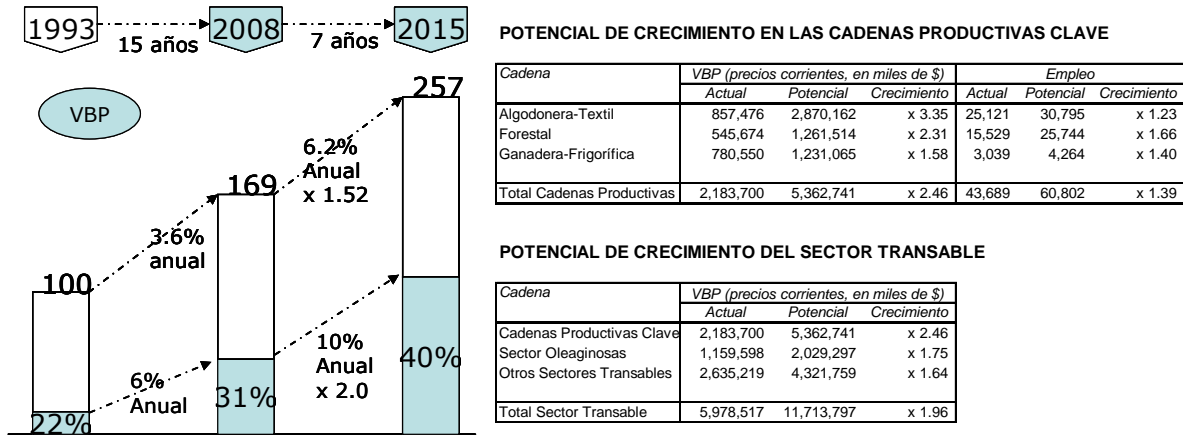 1993 15 años 2008 7 años 2015
VBP
257
6.2%
Anual
x 1.52
169
3.6%
anual
100
10%
Anual
x 2.0
40%
6%
Anual
31%
22%
POTENCIAL DE CRECIMIENTO EN LAS CADENAS PRODUCTIVAS CLAVE
Cadena VBP (precios corrientes, en miles de $) Empleo
Actual Potencial Crecimiento Actual Potencial Crecimiento
Algodonera-Textil 857,476 2,870,162 x 3.35 25,121 30,795 x 1.23
Forestal 545,674 1,261,514 x 2.31 15,529 25,744 x 1.66
Ganadera-Frigorífica 780,550 1,231,065 x 1.58 3,039 4,264 x 1.40
Total Cadenas Productivas 2,183,700 5,362,741 x 2.46 43,689 60,802 x 1.39
POTENCIAL DE CRECIMIENTO DEL SECTOR TRANSABLE
Cadena VBP (precios corrientes, en miles de $)
Actual Potencial Crecimiento
Cadenas Productivas Clave 2,183,700 5,362,741 x 2.46
Sector Oleaginosas 1,159,598 2,029,297 x 1.75
Otros Sectores Transables 2,635,219 4,321,759 x 1.64
Total Sector Transable 5,978,517 11,713,797 x 1.96